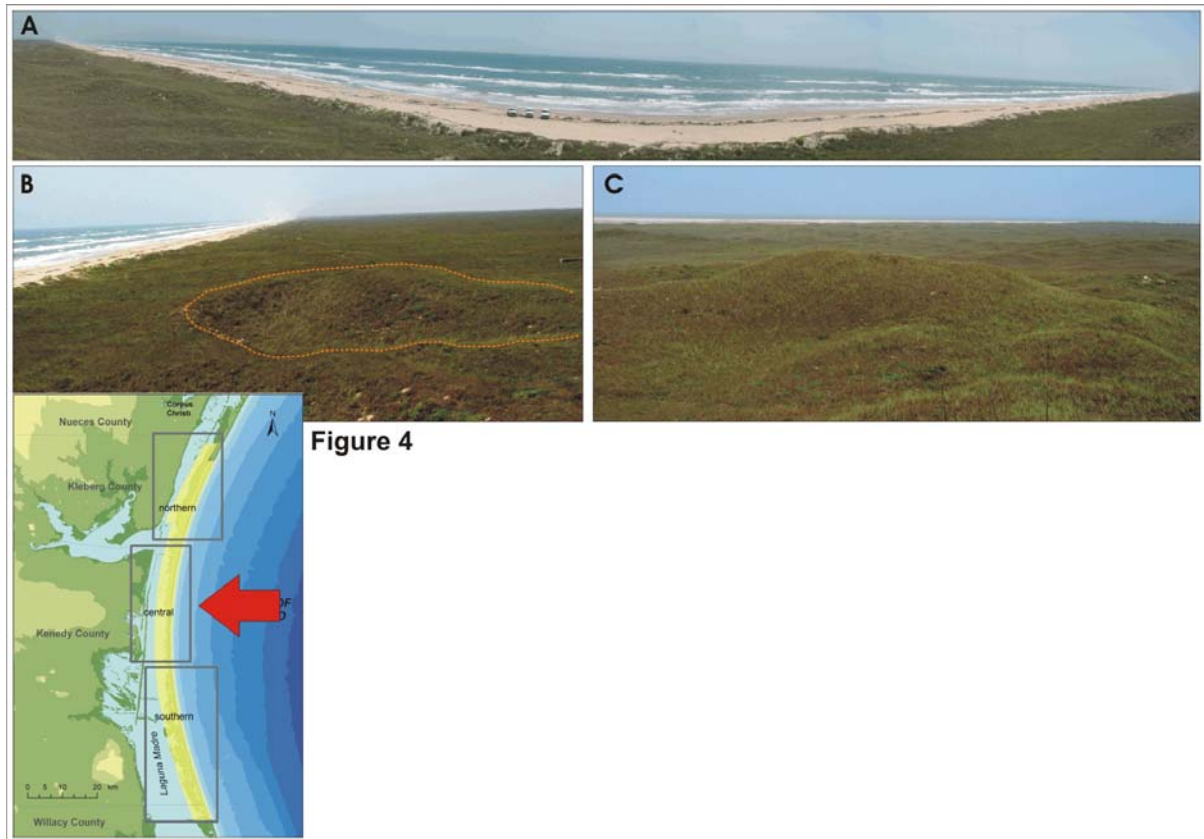 A
B
C
Figure 4
Corpus
Christi
N
Nueces County
Kleberg County
northern
central
OF
Kenedy County
southern
Laguna Madre
0 5 10 20 km
Willacy County